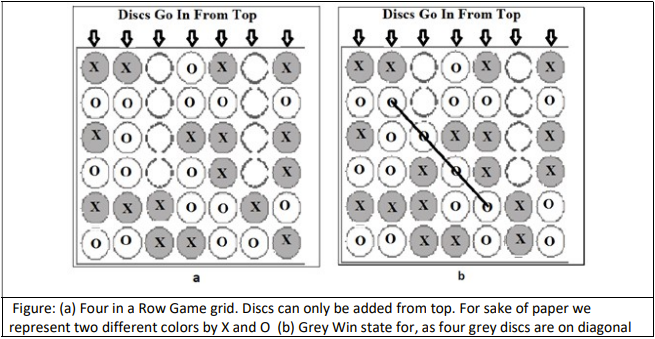 Discs Go In From Top
X X O X X
O O O O O
X O X X X
O O O X X
X X X O O X O
O O X X O O X
a
Discs Go In From Top
X X O X X
O O O O O
X O O X X X
O O X O X X
X X X O O X O
O O X X O X O
b
Figure: (a) Four in a Row Game grid. Discs can only be added from top. For sake of paper we
represent two different colors by X and O (b) Grey Win state for, as four grey discs are on diagonal